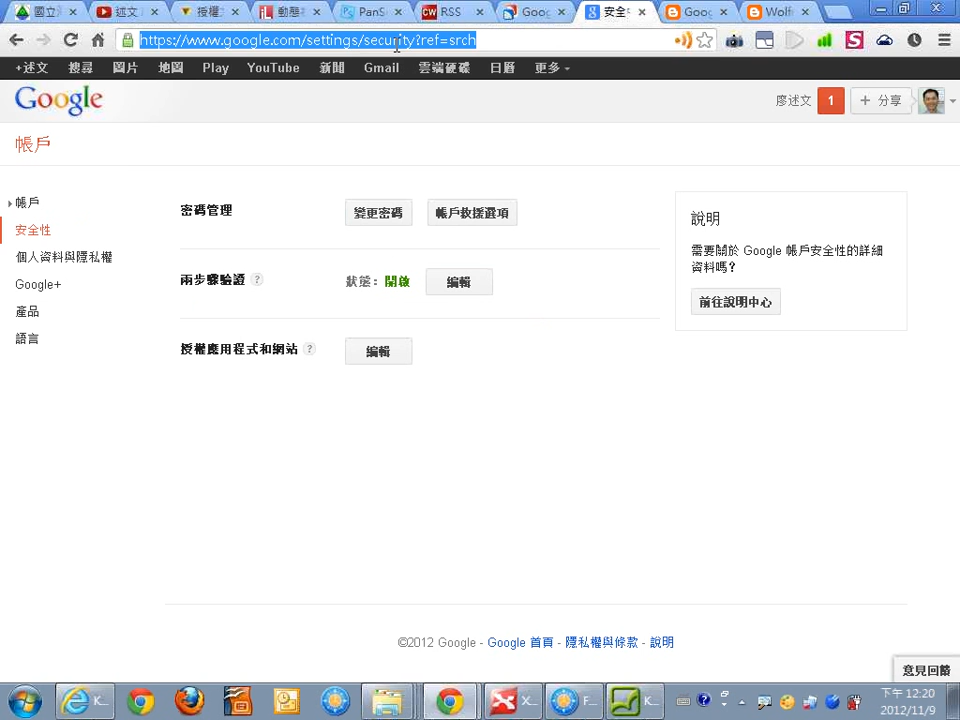 國立
述文
授權
動態
PanS
RSS
Goog
安全
Goog
Wolf
https://www.google.com/settings/security?ref=srch
+述文 搜尋 圖片 地圖 Play YouTube 新聞 Gmail 雲端硬碟 日曆 更多
Google
廖述文 1 + 分享
帳戶
帳戶
安全性
個人資料與隱私權
Google+
產品
語言
密碼管理 變更密碼 帳戶救援選項
兩步驟驗證 ? 狀態：開啟 編輯
授權應用程式和網站 ? 編輯
說明
需要關於 Google 帳戶安全性的詳細
資料嗎？
前往說明中心
©2012 Google - Google 首頁 - 隱私權與條款 - 說明
意見回饋
K...
X...
F...
K...
下午 12:20
2012/11/9